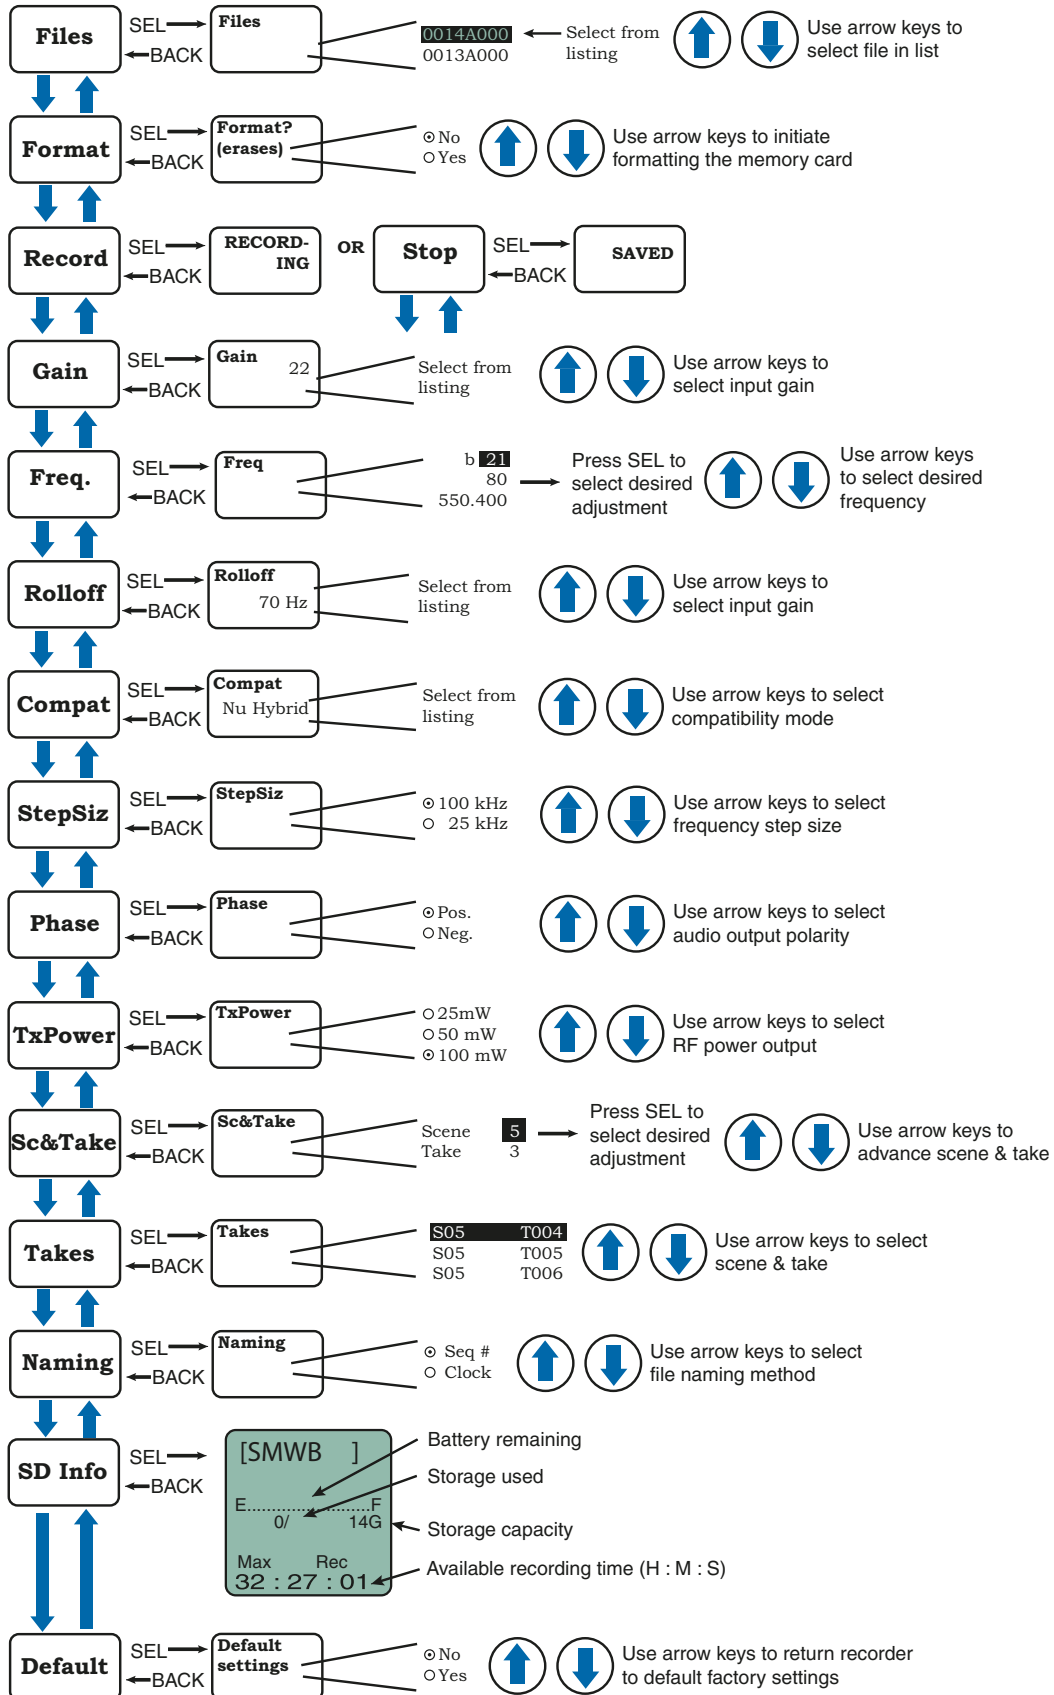 Files
SEL
BACK
Files
0014A000
0013A000
Select from
listing
Use arrow keys to
select file in list
Format
SEL
BACK
Format?
(erases)
No
Yes
Use arrow keys to initiate
formatting the memory card
Record
SEL
BACK
RECORD-
ING
OR
Stop
SEL
BACK
SAVED
Gain
SEL
BACK
Gain
22
Select from
listing
Use arrow keys to
select input gain
Freq.
SEL
BACK
Freq
b 21
80
550.400
Press SEL to
select desired
adjustment
Use arrow keys
to select desired
frequency
Rolloff
SEL
BACK
Rolloff
70 Hz
Select from
listing
Use arrow keys to
select input gain
Compat
SEL
BACK
Compat
Nu Hybrid
Select from
listing
Use arrow keys to select
compatibility mode
StepSiz
SEL
BACK
StepSiz
100 kHz
25 kHz
Use arrow keys to select
frequency step size
Phase
SEL
BACK
Phase
Pos.
Neg.
Use arrow keys to select
audio output polarity
TxPower
SEL
BACK
TxPower
25mW
50 mW
100 mW
Use arrow keys to select
RF power output
Sc&Take
SEL
BACK
Sc&Take
Scene 5
Take 3
Press SEL to
select desired
adjustment
Use arrow keys to
advance scene & take
Takes
SEL
BACK
Takes
S05 T004
S05 T005
S05 T006
Use arrow keys to select
scene & take
Naming
SEL
BACK
Naming
Seq #
Clock
Use arrow keys to select
file naming method
SD Info
SEL
BACK
[SMWB ]
E........................F
0/ 14G
Max Rec
32 : 27 : 01
Battery remaining
Storage used
Storage capacity
Available recording time (H : M : S)
Default
SEL
BACK
Default
settings
No
Yes
Use arrow keys to return recorder
to default factory settings